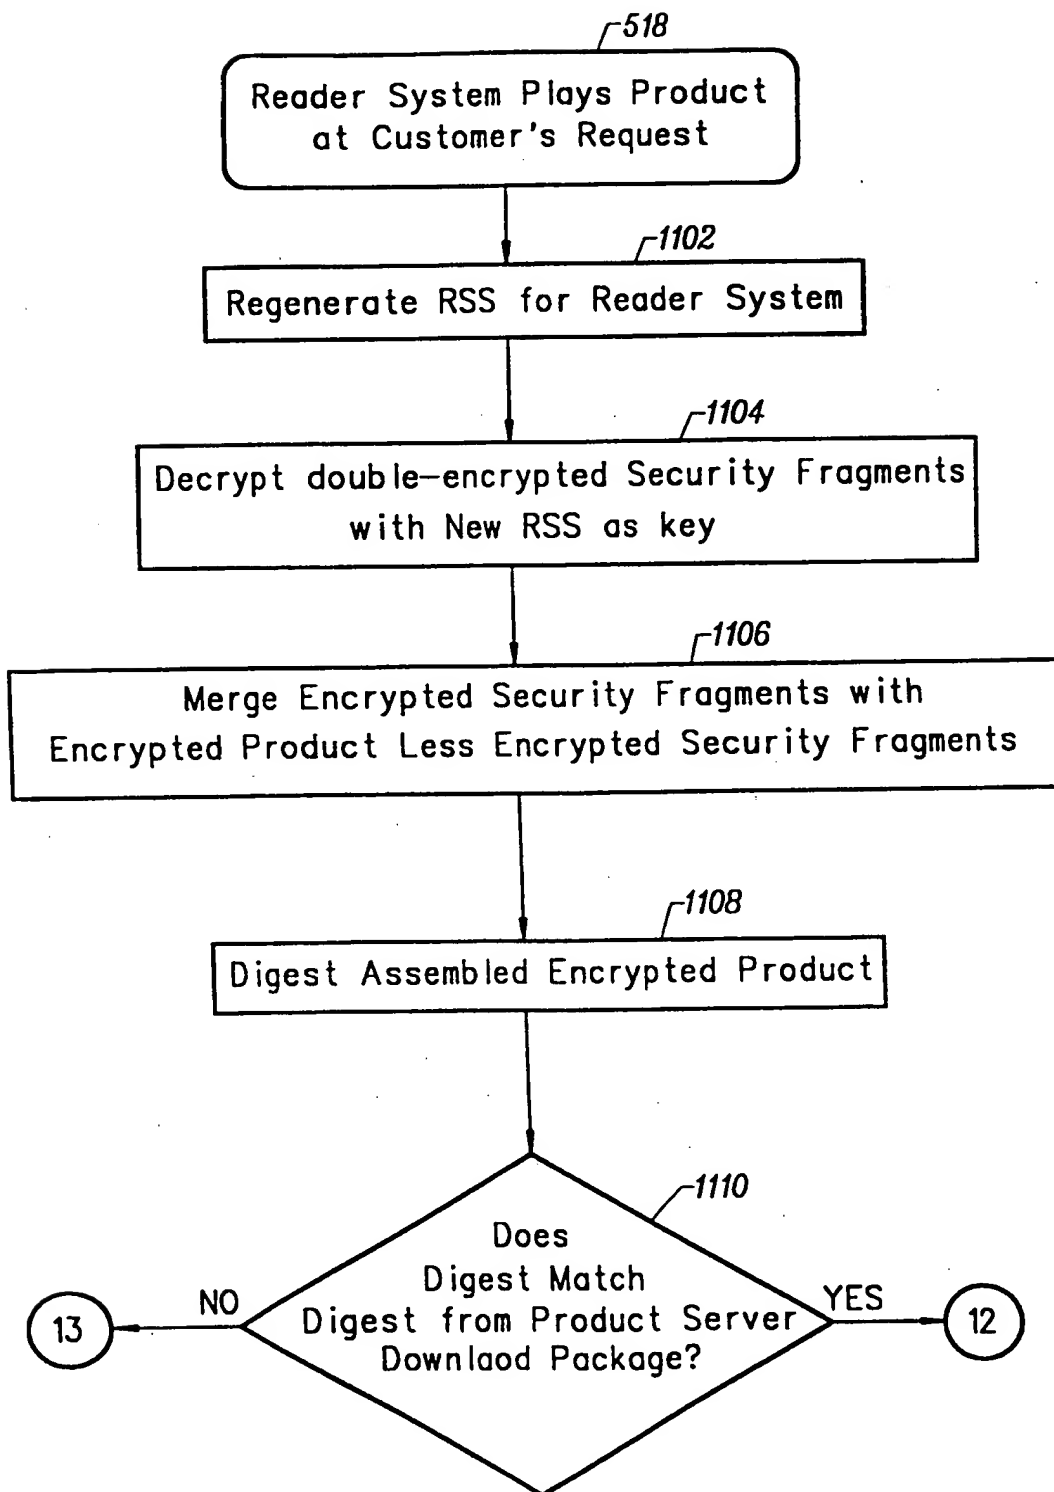 518
Reader System Plays Product
at Customer's Request
1102
Regenerate RSS for Reader System
1104
Decrypt double-encrypted Security Fragments
with New RSS as key
1106
Merge Encrypted Security Fragments with
Encrypted Product Less Encrypted Security Fragments
1108
Digest Assembled Encrypted Product
1110
Does
Digest Match
Digest from Product Server
Downlaod Package?
NO
YES
13
12